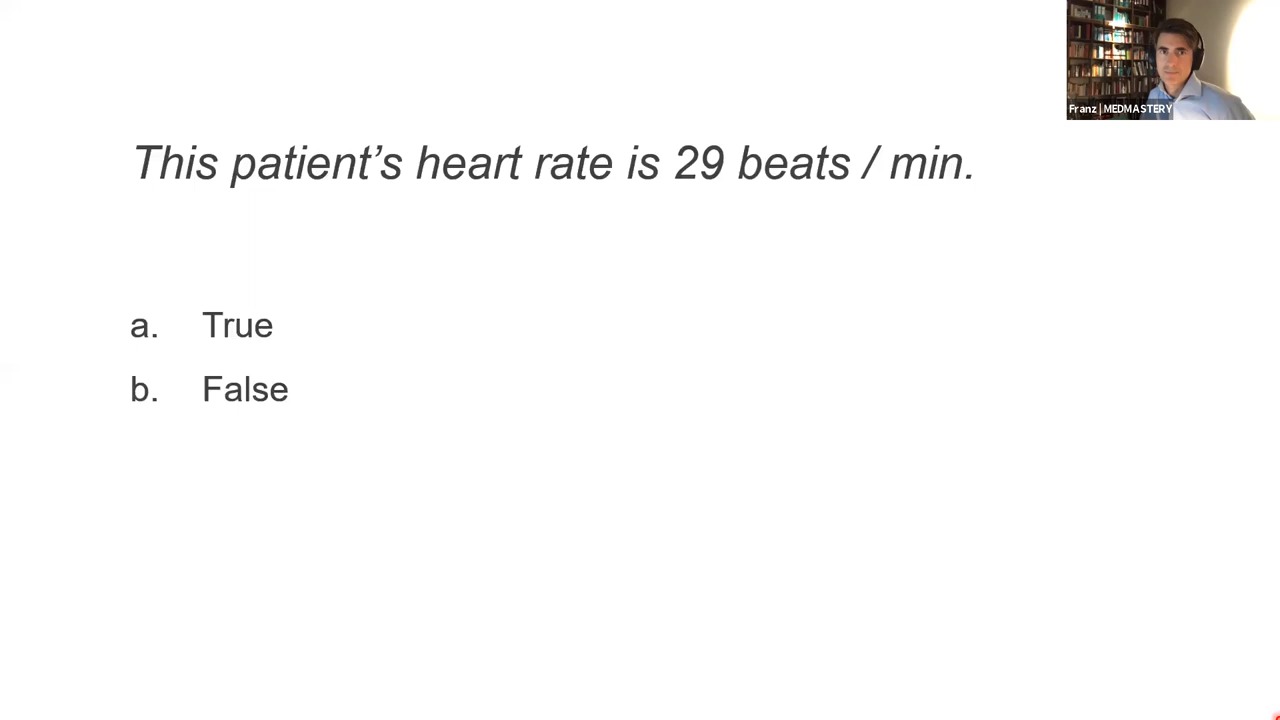 Franz | MEDMASTERY
This patient’s heart rate is 29 beats / min.
a. True
b. False